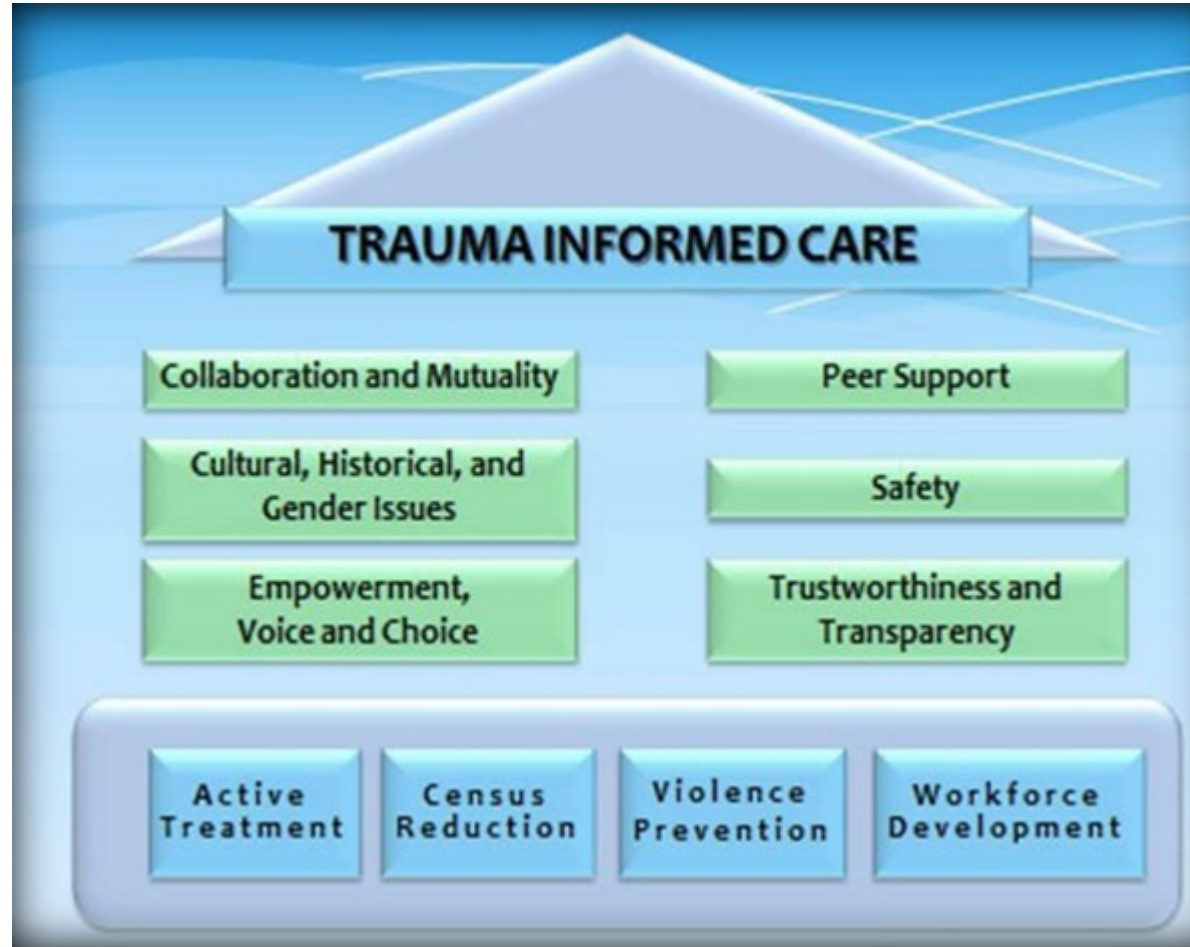 TRAUMA INFORMED CARE
Collaboration and Mutuality
Peer Support
Cultural, Historical, and
Gender Issues
Safety
Empowerment,
Voice and Choice
Trustworthiness and
Transparency
Active
Treatment
Census
Reduction
Violence
Prevention
Workforce
Development